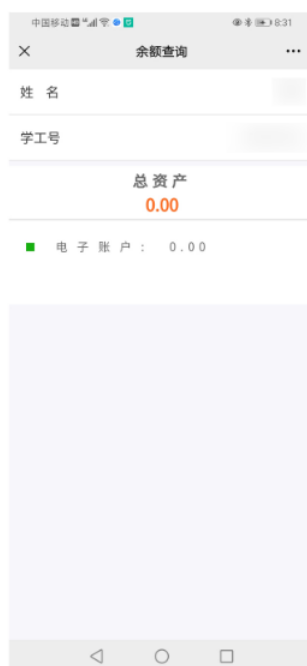 中国移动 8:31
余额查询
姓 名
学工号
总资产
0.00
电子账户: 0.00